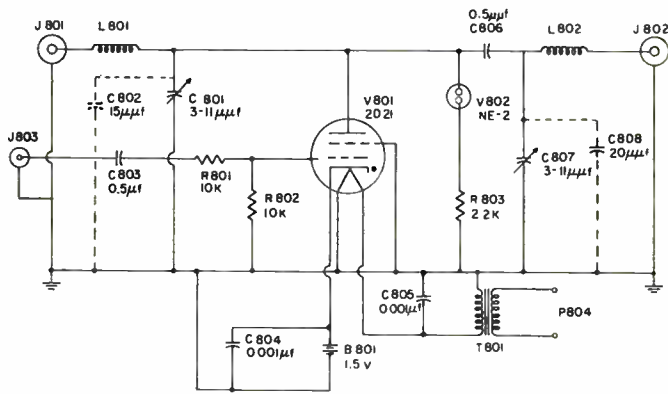 J801
L801
0.5μμf
C806
L802
J802
C802
15μμf
C801
3-11μμf
V801
2021
V802
NE-2
C807
3-11μμf
C808
20μμf
J803
C803
0.5μf
R801
10K
R802
10K
R803
2.2K
C805
0.001μf
P804
T801
C804
0.001μf
B801
1.5 V